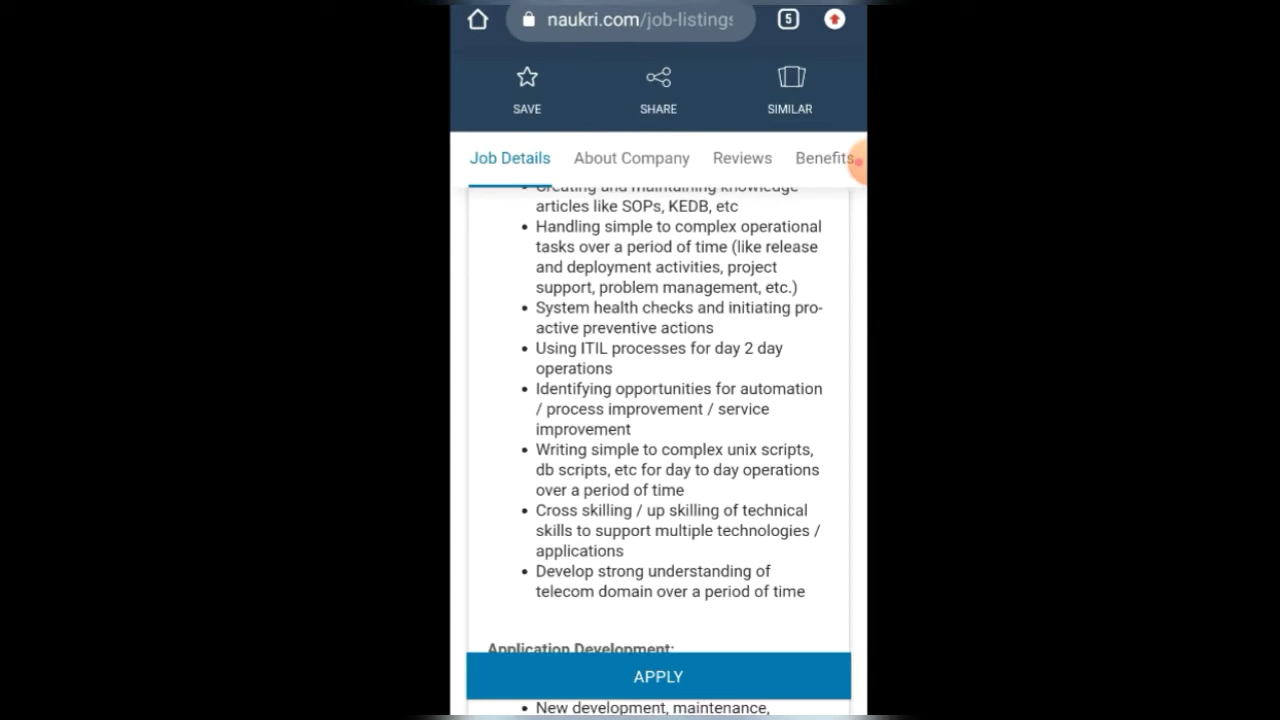 naukri.com/job-listings
5
SAVE
SHARE
SIMILAR
Job Details
About Company
Reviews
Benefits
• Creating and maintaining knowledge
articles like SOPs, KEDB, etc
• Handling simple to complex operational
tasks over a period of time (like release
and deployment activities, project
support, problem management, etc.)
• System health checks and initiating pro-
active preventive actions
• Using ITIL processes for day 2 day
operations
• Identifying opportunities for automation
/ process improvement / service
improvement
• Writing simple to complex unix scripts,
db scripts, etc for day to day operations
over a period of time
• Cross skilling / up skilling of technical
skills to support multiple technologies /
applications
• Develop strong understanding of
telecom domain over a period of time
Application Development:
APPLY
• New development, maintenance,